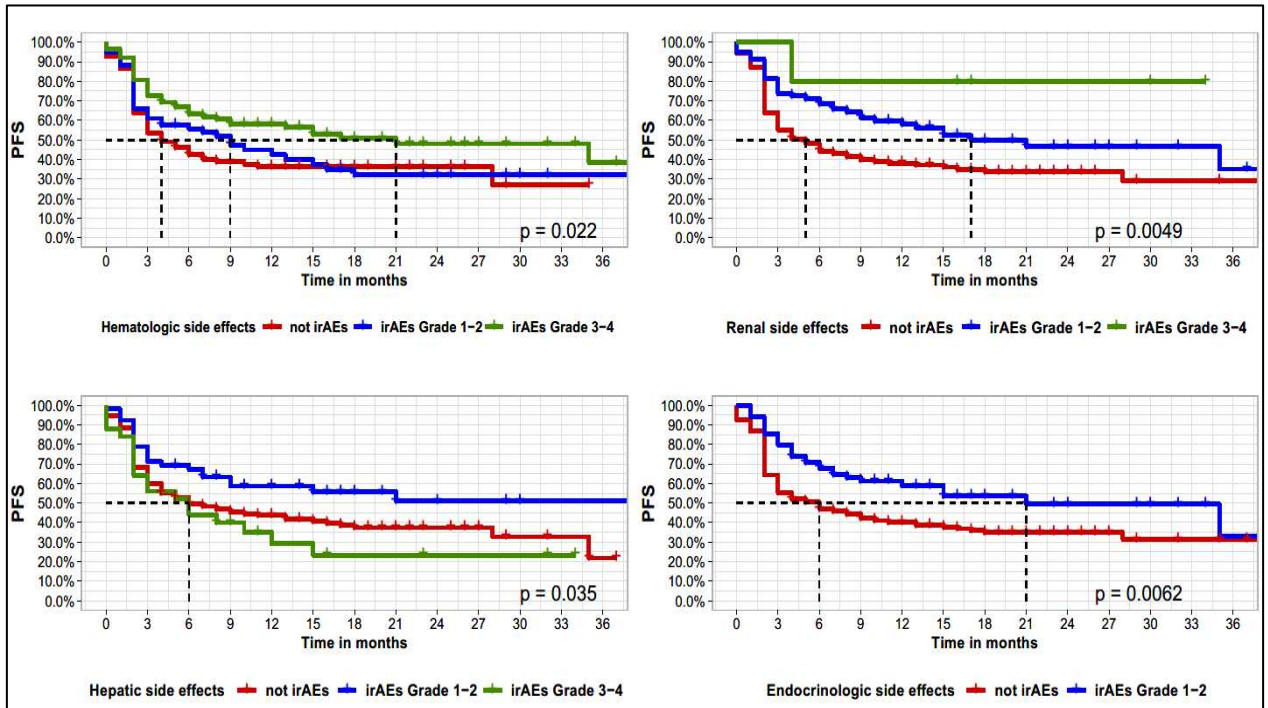 100.0%
90.0%
80.0%
70.0%
60.0%
50.0%
40.0%
30.0%
20.0%
10.0%
0.0%
PFS
p = 0.022
0 3 6 9 12 15 18 21 24 27 30 33 36
Time in months
Hematologic side effects not irAEs irAEs Grade 1-2 irAEs Grade 3-4
100.0%
90.0%
80.0%
70.0%
60.0%
50.0%
40.0%
30.0%
20.0%
10.0%
0.0%
PFS
p = 0.0049
0 3 6 9 12 15 18 21 24 27 30 33 36
Time in months
Renal side effects not irAEs irAEs Grade 1-2 irAEs Grade 3-4
100.0%
90.0%
80.0%
70.0%
60.0%
50.0%
40.0%
30.0%
20.0%
10.0%
0.0%
PFS
p = 0.035
0 3 6 9 12 15 18 21 24 27 30 33 36
Time in months
Hepatic side effects not irAEs irAEs Grade 1-2 irAEs Grade 3-4
100.0%
90.0%
80.0%
70.0%
60.0%
50.0%
40.0%
30.0%
20.0%
10.0%
0.0%
PFS
p = 0.0062
0 3 6 9 12 15 18 21 24 27 30 33 36
Time in months
Endocrinologic side effects not irAEs irAEs Grade 1-2